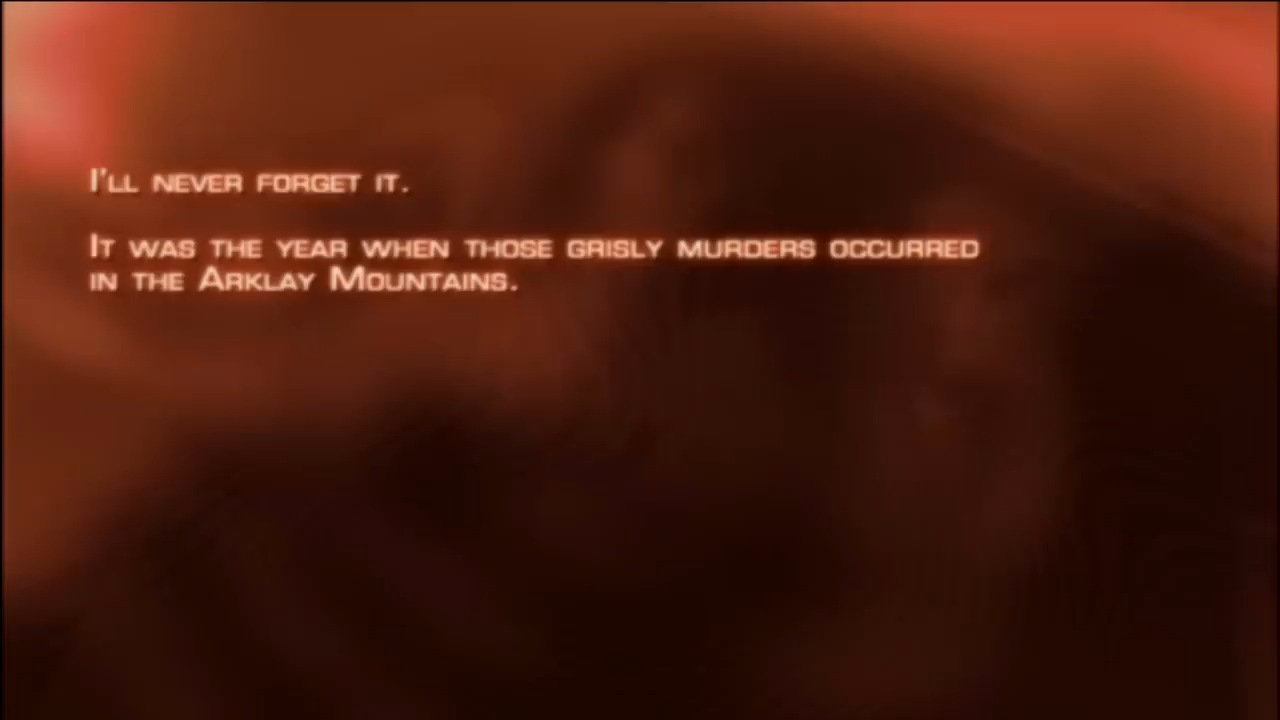 I'll never forget it.
It was the year when those grisly murders occurred
in the Arklay Mountains.